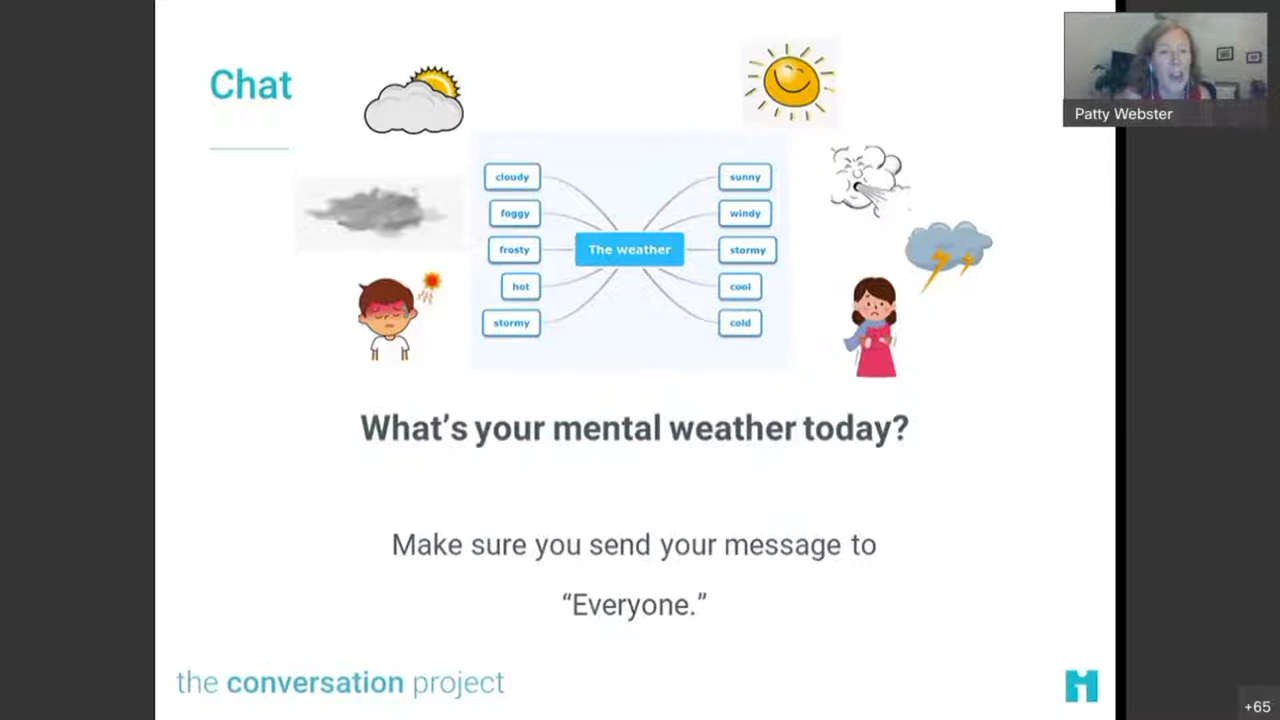 Chat
Patty Webster
cloudy
foggy
frosty
hot
stormy
The weather
sunny
windy
stormy
cool
cold
What's your mental weather today?
Make sure you send your message to
“Everyone.”
the conversation project
+65